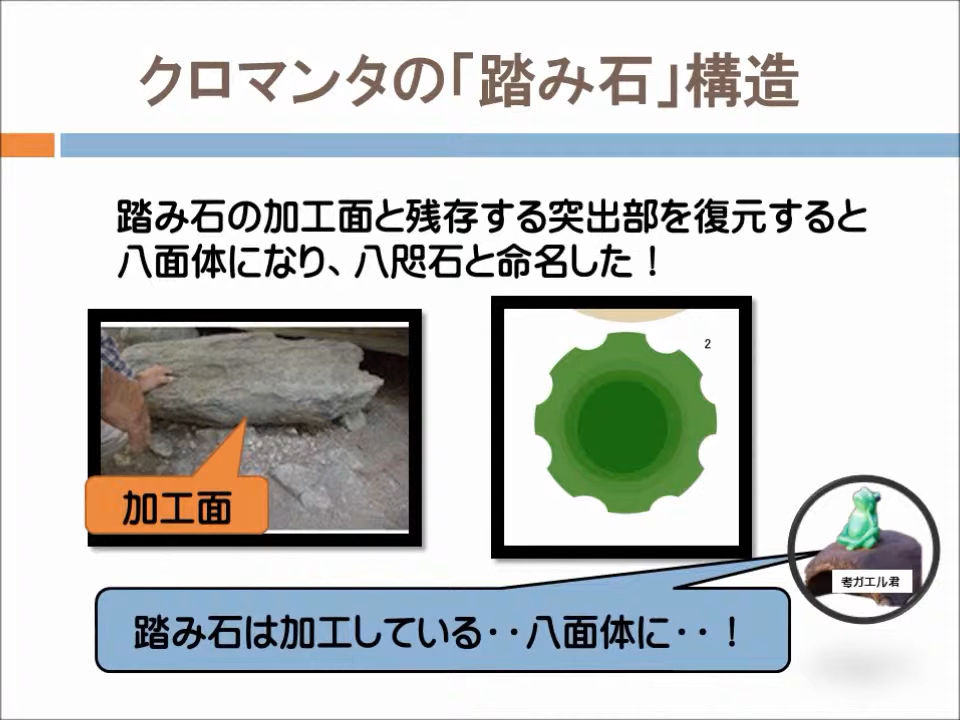 クロマンタの「踏み石」構造
踏み石の加工面と残存する突出部を復元すると
八面体になり、八咫石と命名した！
2
加工面
考ガエル君
踏み石は加工している・・八面体に・・！